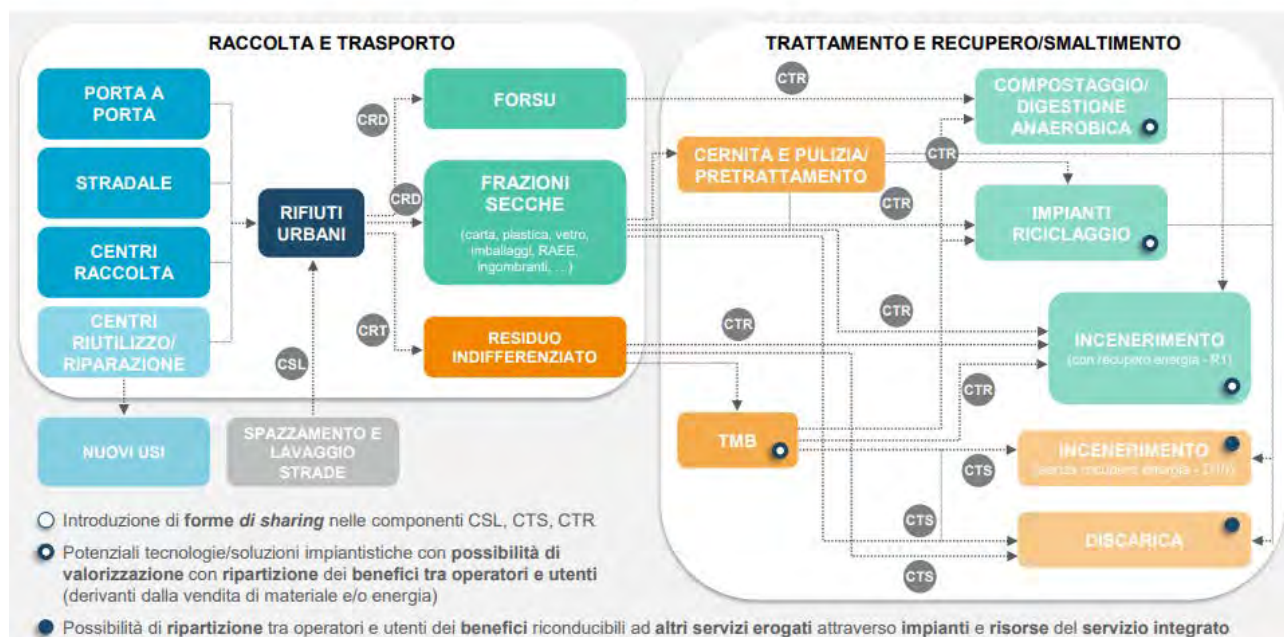 RACCOLTA E TRASPORTO
PORTA A
PORTA
STRADALE
CENTRI
RACCOLTA
CENTRI
RIUTILIZZO/
RIPARAZIONE
NUOVI USI
SPAZZAMENTO E
LAVAGGIO
STRADE
CSL
RIFIUTI
URBANI
CRD
CRD
CRT
FORSU
FRAZIONI
SECCHE
(carta, plastica, vetro,
imballaggi, RAEE,
ingombranti, ...)
RESIDUO
INDIFFERENZIATO
TRATTAMENTO E RECUPERO/SMALTIMENTO
CTR
CERNITA E PULIZIA/
PRETRATTAMENTO
CTR
CTR
CTR
CTR
CTR
TMB
CTS
CTS
CTS
COMPOSTAGGIO/
DIGESTIONE
ANAEROBICA
IMPIANTI
RICICLAGGIO
INCENERIMENTO
(con recupero energia - R1)
INCENERIMENTO
(senza recupero energia - D10)
DISCARICA
Introduzione di forme di sharing nelle componenti CSL, CTS, CTR
Potenziali tecnologie/soluzioni impiantistiche con possibilità di
valorizzazione con ripartizione dei benefici tra operatori e utenti
(derivanti dalla vendita di materiale e/o energia)
Possibilità di ripartizione tra operatori e utenti dei benefici riconducibili ad altri servizi erogati attraverso impianti e risorse del servizio integrato